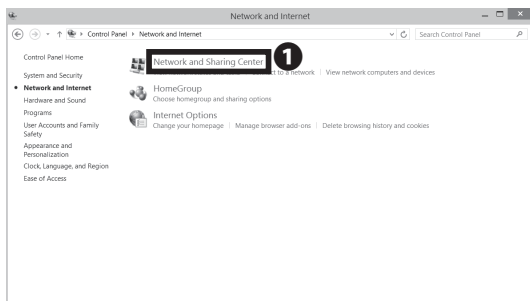 Network and Internet
Control Panel ▸ Network and Internet
Search Control Panel
Control Panel Home
System and Security
Network and Internet
Hardware and Sound
Programs
User Accounts and Family
Safety
Appearance and
Personalization
Clock, Language, and Region
Ease of Access
Network and Sharing Center
1
to a network | View network computers and devices
HomeGroup
Choose homegroup and sharing options
Internet Options
Change your homepage | Manage browser add-ons | Delete browsing history and cookies